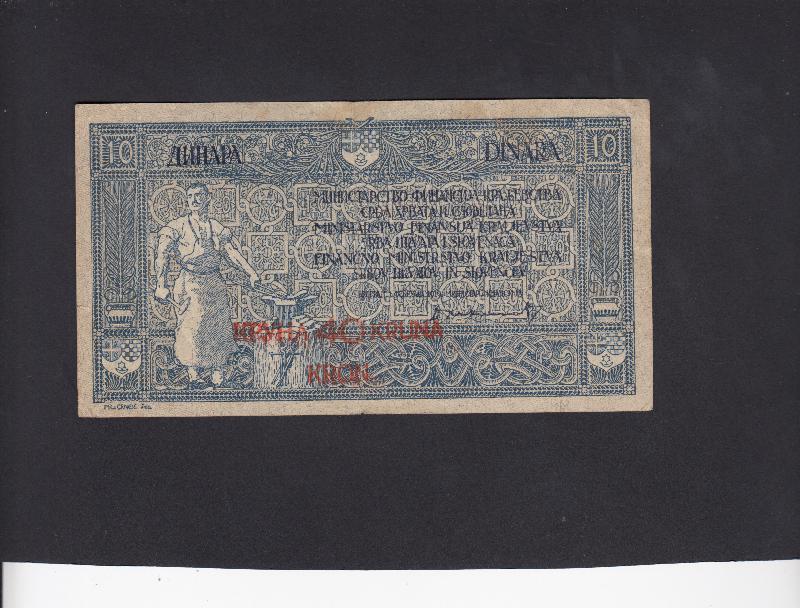 10 ДИНАРА DINARA 10
МИНИСТАРСТВО ФИНАНСИЈА КРАЉЕВСТВА
СРБА ХРВАТА И СЛОВЕНАЦА
MINISTARSTVO FINANSIJA KRALJEVSTVA
SRBA HRVATA I SLOVENACA
FINANČNO MINISTRSTVO KRALJESTVA
SRBOV HRVATOV IN SLOVENCEV
КРУНА 40 KRUNA
KRON